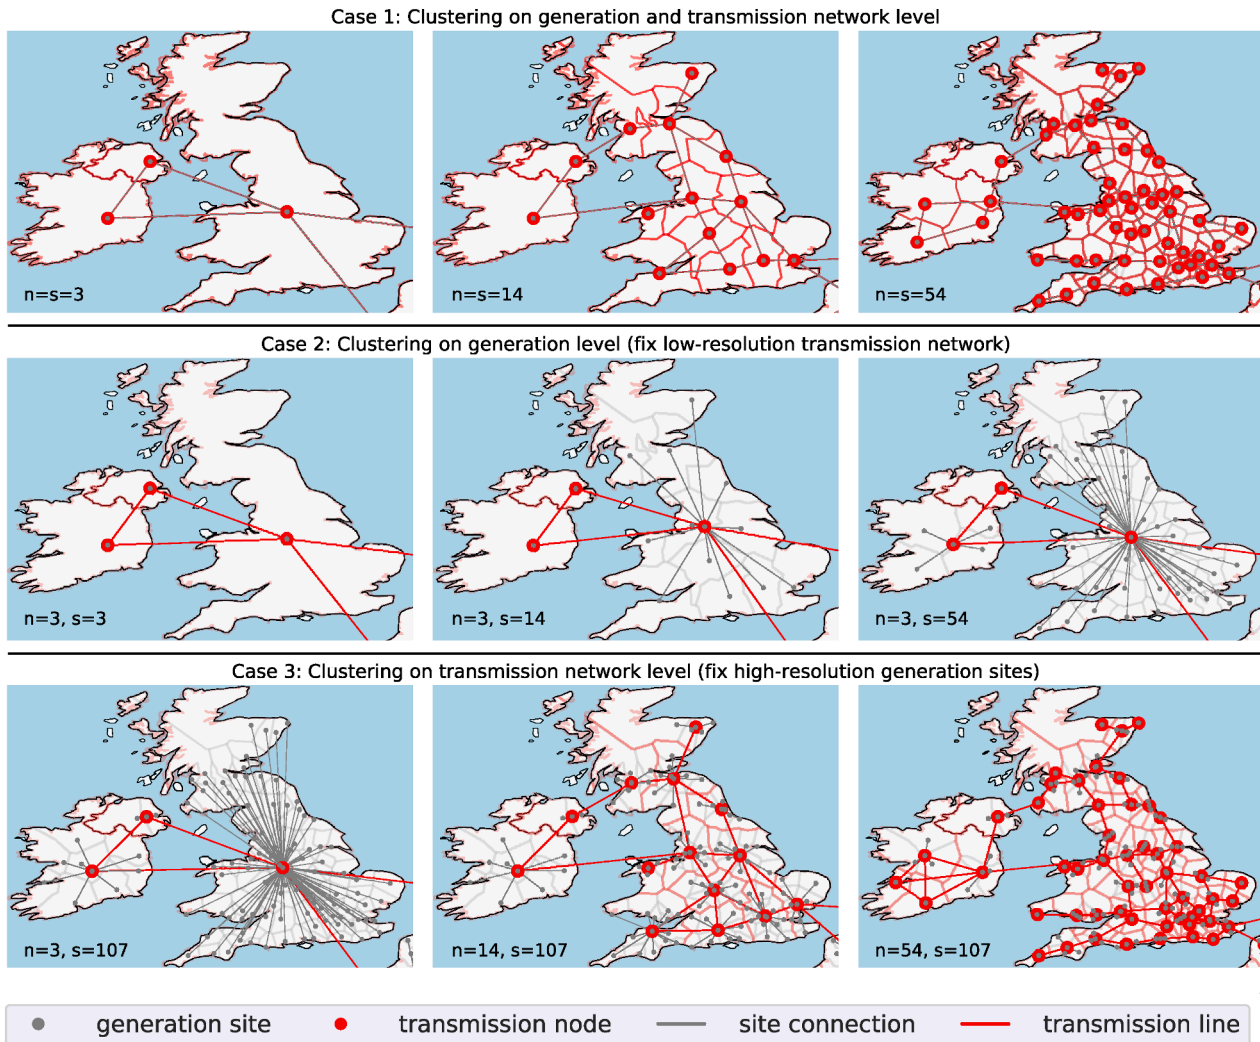 Case 1: Clustering on generation and transmission network level
n=s=3
n=s=14
n=s=54
Case 2: Clustering on generation level (fix low-resolution transmission network)
n=3, s=3
n=3, s=14
n=3, s=54
Case 3: Clustering on transmission network level (fix high-resolution generation sites)
n=3, s=107
n=14, s=107
n=54, s=107
generation site
transmission node
site connection
transmission line